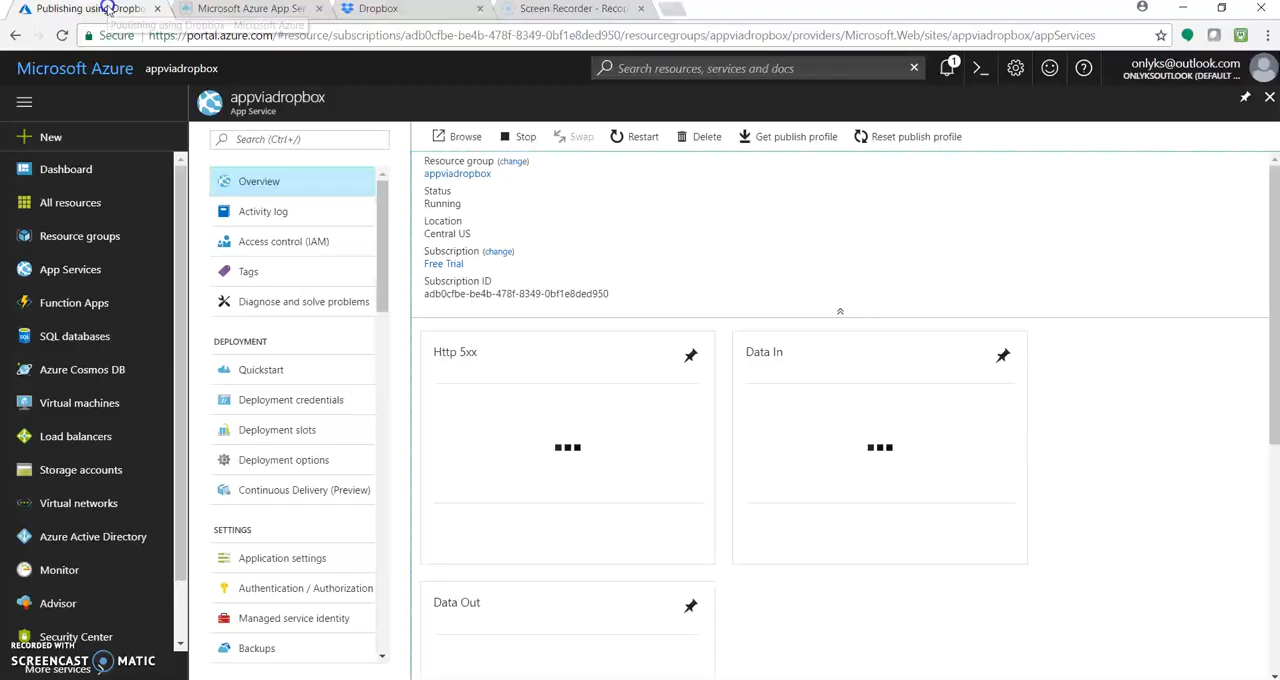 Publishing using Dropbo
Microsoft Azure App Ser
Dropbox
Screen Recorder - Reco
Publishing using Dropbox - Microsoft Azure
Secure
https://portal.azure.com/#resource/subscriptions/adb0cfbe-be4b-478f-8349-0bf1e8ded950/resourcegroups/appviadropbox/providers/Microsoft.Web/sites/appviadropbox/appServices
Microsoft Azure appviadropbox
Search resources, services and docs
1
onlyks@outlook.com
ONLYKSOUTLOOK (DEFAULT ...
New
Dashboard
All resources
Resource groups
App Services
Function Apps
SQL databases
Azure Cosmos DB
Virtual machines
Load balancers
Storage accounts
Virtual networks
Azure Active Directory
Monitor
Advisor
Security Center
More services
RECORDED WITH
SCREENCAST MATIC
appviadropbox
App Service
Search (Ctrl+/)
Overview
Activity log
Access control (IAM)
Tags
Diagnose and solve problems
DEPLOYMENT
Quickstart
Deployment credentials
Deployment slots
Deployment options
Continuous Delivery (Preview)
SETTINGS
Application settings
Authentication / Authorization
Managed service identity
Backups
Browse
Stop
Swap
Restart
Delete
Get publish profile
Reset publish profile
Resource group (change)
appviadropbox
Status
Running
Location
Central US
Subscription (change)
Free Trial
Subscription ID
adb0cfbe-be4b-478f-8349-0bf1e8ded950
Http 5xx
Data In
Data Out